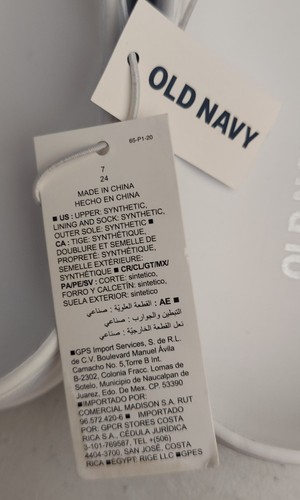 OLD NAVY
65-P1-20
7
24
MADE IN CHINA
HECHO EN CHINA
■ US : UPPER: SYNTHETIC,
LINING AND SOCK: SYNTHETIC,
OUTER SOLE: SYNTHETIC ■
CA : TIGE: SYNTHÉTIQUE,
DOUBLURE ET SEMELLE DE
PROPRETÉ: SYNTHÉTIQUE,
SEMELLE EXTÉRIEURE:
SYNTHÉTIQUE ■ CR/CL/GT/MX/
PA/PE/SV : CORTE: sintetico,
FORRO Y CALCETÍN: sintetico,
SUELA EXTERIOR: sintetico
■ AE : القطعة العلوية: صناعي
التبطين والجوارب: صناعي
نعل القطعة الخارجية: صناعي
■GPS Import Services, S. de R.L.
de C.V. Boulevard Manuel Ávila
Camacho No. 5,Torre B Int.
B-2302, Colonia Fracc. Lomas de
Sotelo, Municipio de Naucalpan de
Juarez, Edo. De Mex. CP. 53390
■IMPORTADO POR:
COMERCIAL MADISON S.A. RUT
96.572.420-6 ■ IMPORTADO
POR: GPCR STORES COSTA
RICA S.A., CÉDULA JURÍDICA
3-101-769587, TEL +(506)
4404-3700, SAN JOSÉ, COSTA
RICA ■EGYPT: RIGE LLC ■GPES
OLD